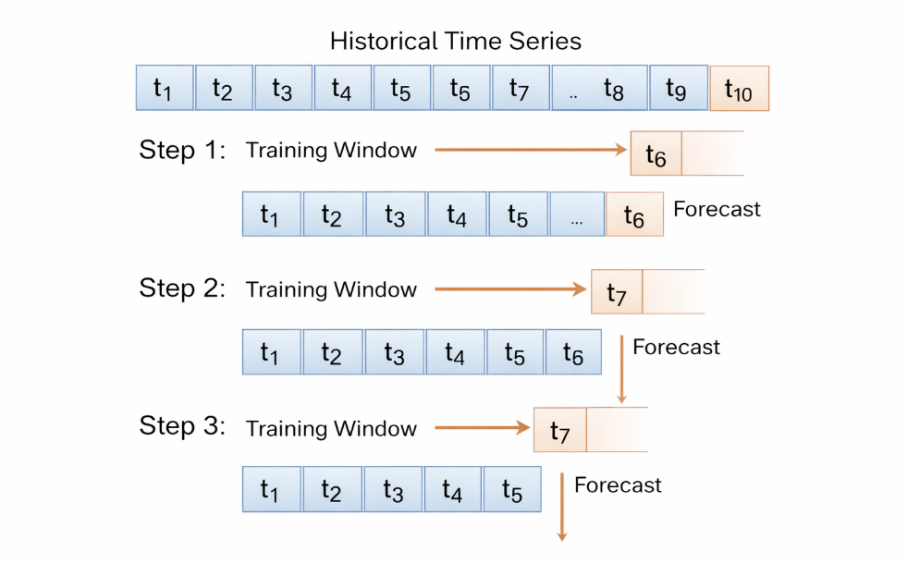 Historical Time Series
t₁ t₂ t₃ t₄ t₅ t₅ t₇ .. t₈ t₉ t₁₀
Step 1: Training Window t₆
t₁ t₂ t₃ t₄ t₅ ... t₆ Forecast
Step 2: Training Window t₇
t₁ t₂ t₃ t₄ t₅ t₆ Forecast
Step 3: Training Window t₇
t₁ t₂ t₃ t₄ t₅ Forecast